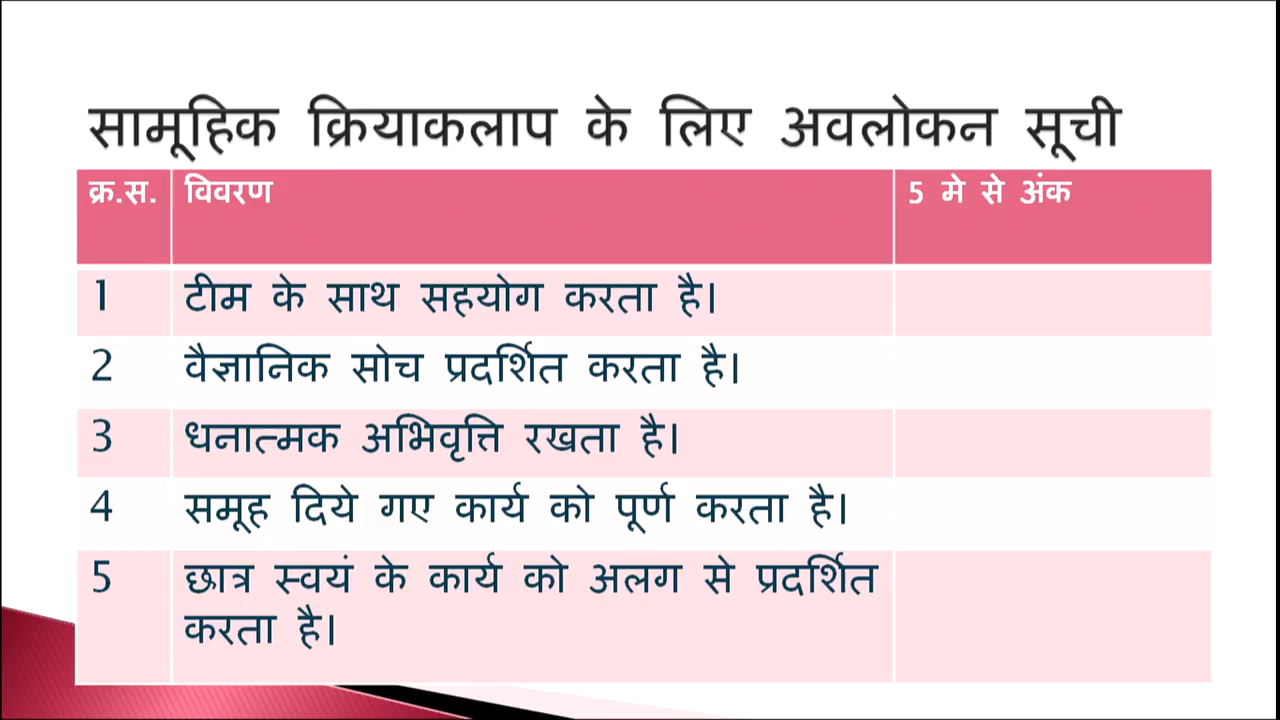 सामूहिक क्रियाकलाप के लिए अवलोकन सूची
क्र.स. विवरण 5 मे से अंक
1 टीम के साथ सहयोग करता है।
2 वैज्ञानिक सोच प्रदर्शित करता है।
3 धनात्मक अभिवृत्ति रखता है।
4 समूह दिये गए कार्य को पूर्ण करता है।
5 छात्र स्वयं के कार्य को अलग से प्रदर्शित
करता है।